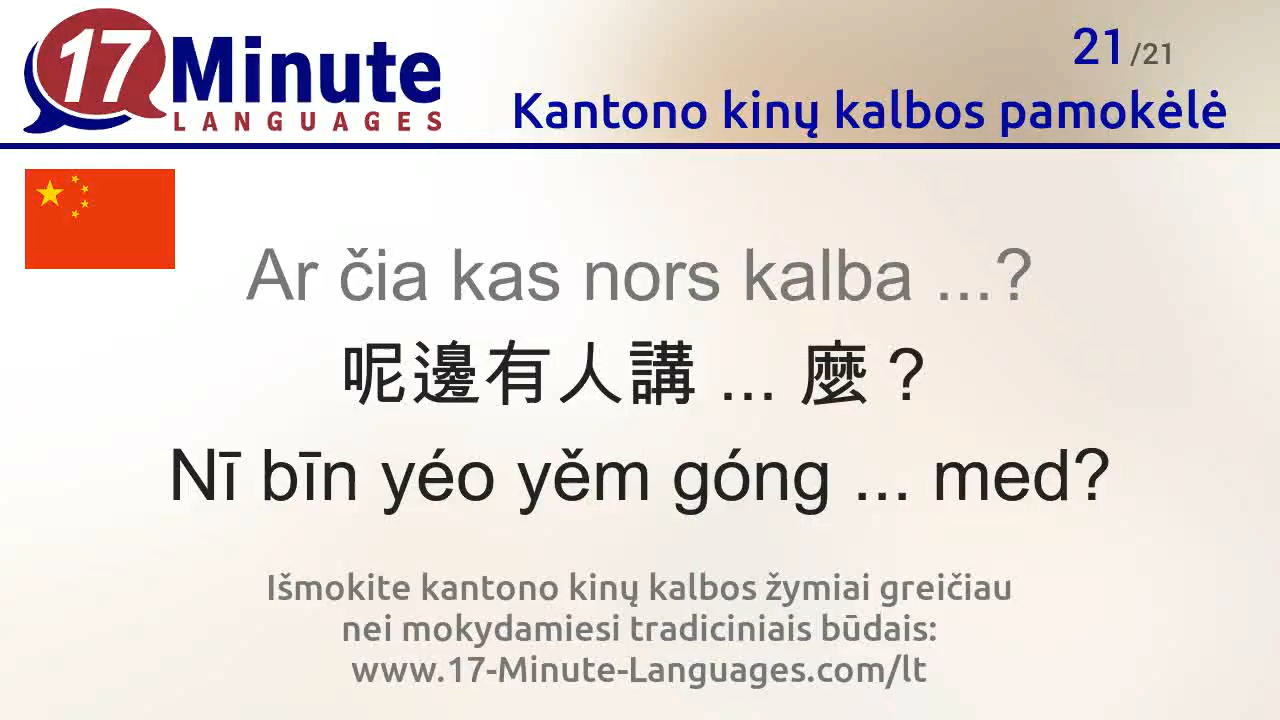 17 Minute
LANGUAGES
21/21
Kantono kinų kalbos pamokėlė
Ar čia kas nors kalba ...?
呢邊有人講 ... 麼？
Nī bīn yéo yěm góng ... med?
Išmokite kantono kinų kalbos žymiai greičiau
nei mokydamiesi tradiciniais būdais:
www.17-Minute-Languages.com/lt